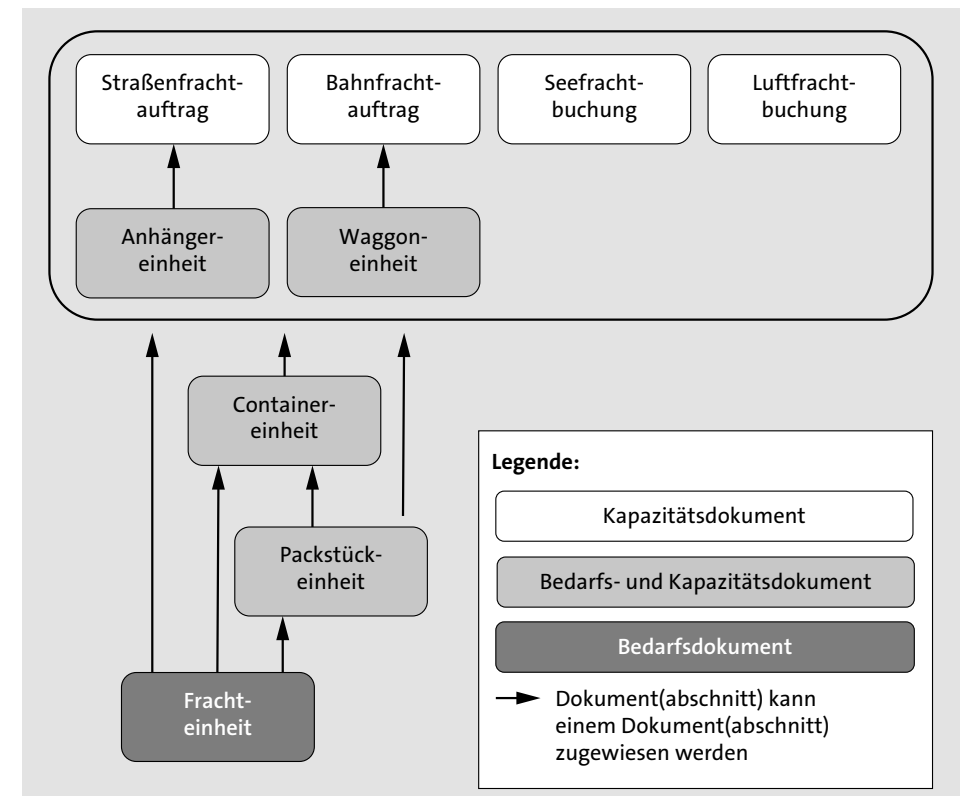 Straßenfracht-
auftrag
Bahnfracht-
auftrag
Seefracht-
buchung
Luftfracht-
buchung
Anhänger-
einheit
Waggon-
einheit
Container-
einheit
Packstück-
einheit
Fracht-
einheit
Legende:
Kapazitätsdokument
Bedarfs- und Kapazitätsdokument
Bedarfsdokument
Dokument(abschnitt) kann
einem Dokument(abschnitt)
zugewiesen werden